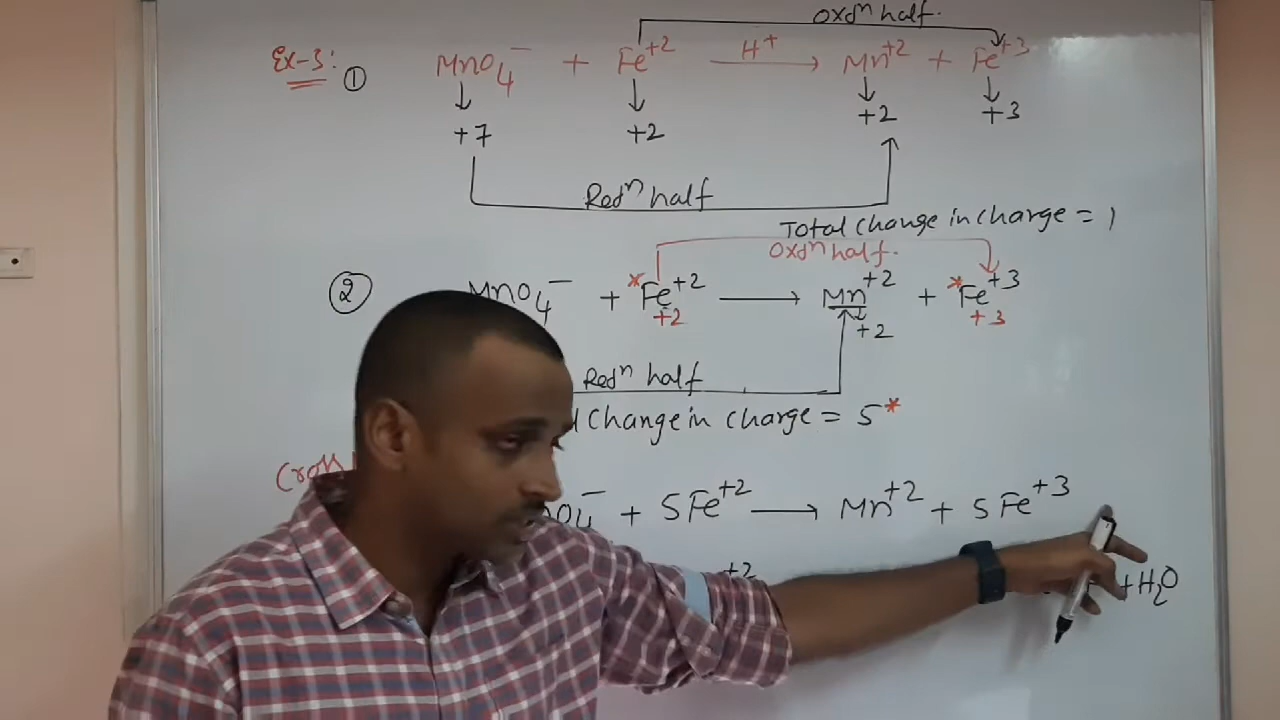 oxdⁿ half.
Ex-3: ① MnO₄⁻ + Fe⁺² H⁺→ Mn⁺² + Fe⁺³
↓ ↓ ↓ ↓
+7 +2 +2 +3
Redⁿ half
Total change in charge = 1
oxdⁿ half.
② MnO₄⁻ + *Fe⁺² → Mn⁺² + *Fe⁺³
+2 +2 +3
Redⁿ half
Change in charge = 5*
O₄⁻ + 5Fe⁺² → Mn⁺² + 5Fe⁺³
+2 +H₂O